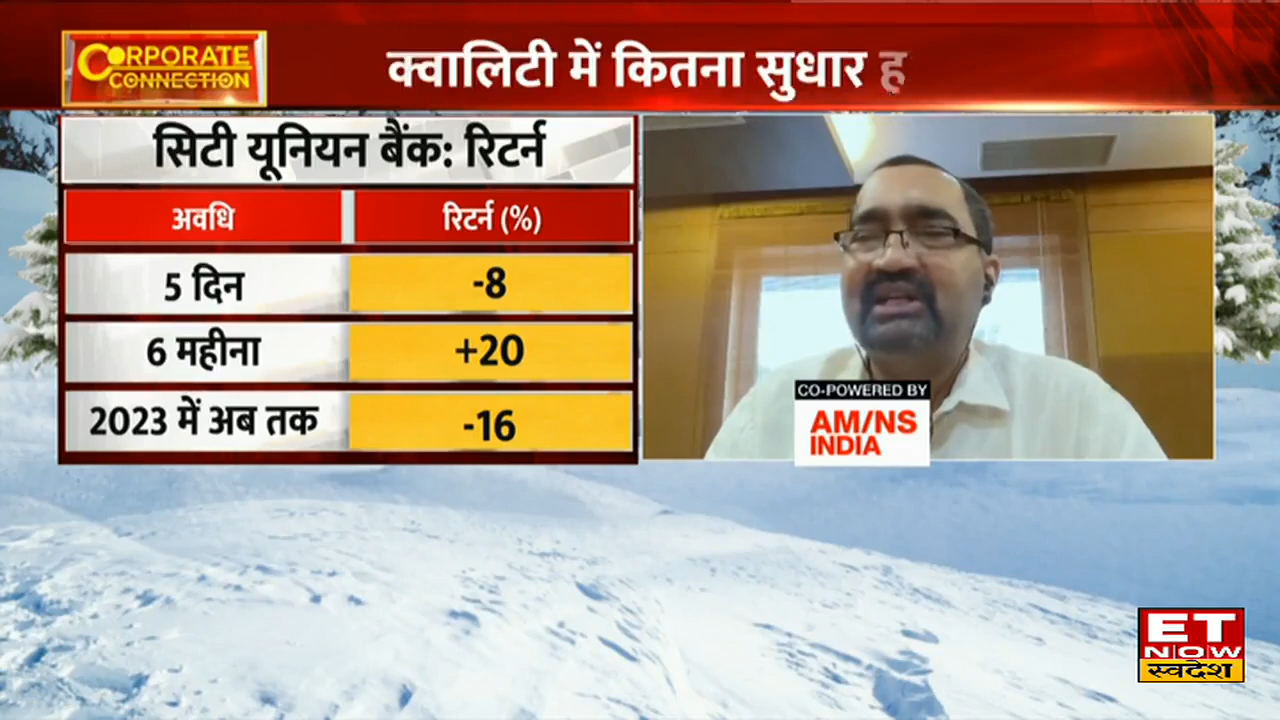 CORPORATE
CONNECTION
क्वालिटी में कितना सुधार ह
सिटी यूनियन बैंक: रिटर्न
अवधि
रिटर्न (%)
5 दिन
-8
6 महीना
+20
2023 में अब तक
-16
CO-POWERED BY
AM/NS
INDIA
ET
NOW
स्वदेश